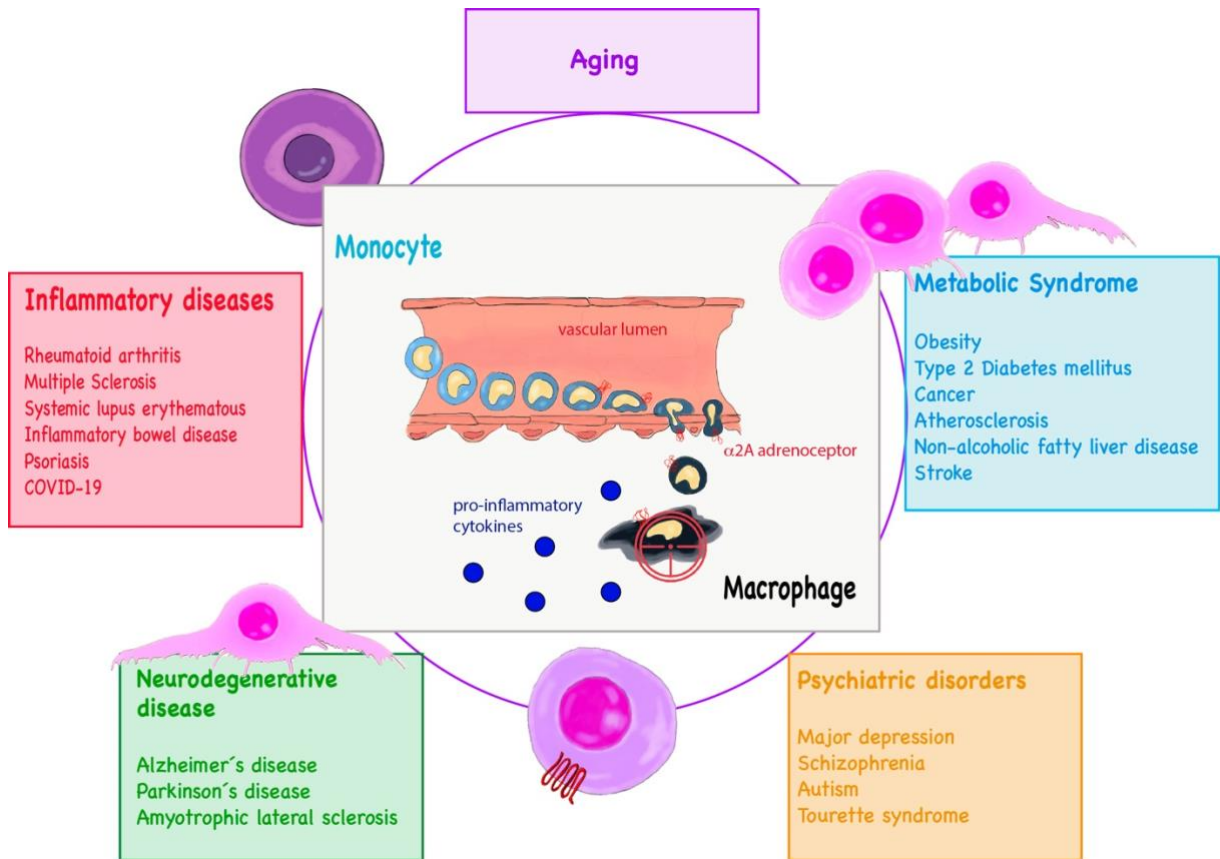 Aging
Monocyte
vascular lumen
α2A adrenoceptor
pro-inflammatory
cytokines
Macrophage
Inflammatory diseases
Rheumatoid arthritis
Multiple Sclerosis
Systemic lupus erythematous
Inflammatory bowel disease
Psoriasis
COVID-19
Metabolic Syndrome
Obesity
Type 2 Diabetes mellitus
Cancer
Atherosclerosis
Non-alcoholic fatty liver disease
Stroke
Neurodegenerative
disease
Alzheimer´s disease
Parkinson´s disease
Amyotrophic lateral sclerosis
Psychiatric disorders
Major depression
Schizophrenia
Autism
Tourette syndrome